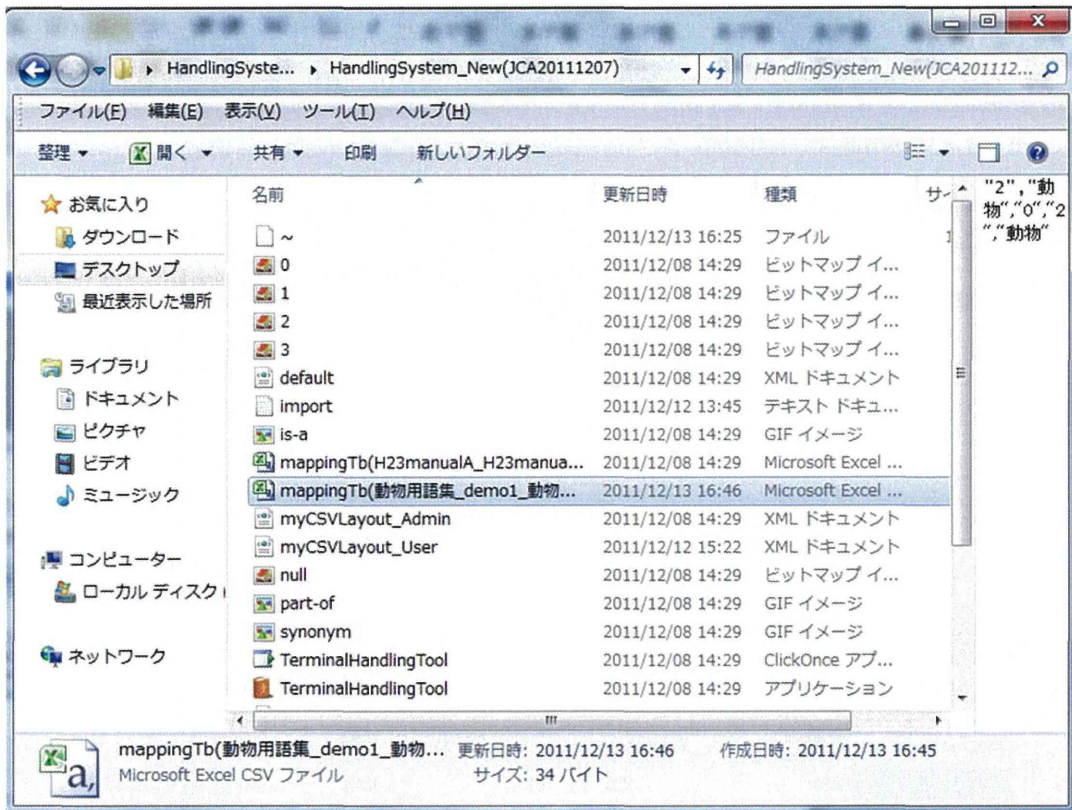 HandlingSyste... ▸ HandlingSystem_New(JCA20111207)
HandlingSystem_New(JCA201112...
ファイル(F) 編集(E) 表示(V) ツール(T) ヘルプ(H)
整理 開く 共有 印刷 新しいフォルダー
お気に入り
ダウンロード
デスクトップ
最近表示した場所
ライブラリ
ドキュメント
ピクチャ
ビデオ
ミュージック
コンピューター
ローカル ディスク
ネットワーク
名前 更新日時 種類 サ
~ 2011/12/13 16:25 ファイル
0 2011/12/08 14:29 ビットマップ イ...
1 2011/12/08 14:29 ビットマップ イ...
2 2011/12/08 14:29 ビットマップ イ...
3 2011/12/08 14:29 ビットマップ イ...
default 2011/12/08 14:29 XML ドキュメント
import 2011/12/12 13:45 テキスト ドキュ...
is-a 2011/12/08 14:29 GIF イメージ
mappingTb(H23manualA_H23manua... 2011/12/08 14:29 Microsoft Excel ...
mappingTb(動物用語集_demo1_動物... 2011/12/13 16:46 Microsoft Excel ...
myCSVLayout_Admin 2011/12/08 14:29 XML ドキュメント
myCSVLayout_User 2011/12/12 15:22 XML ドキュメント
null 2011/12/08 14:29 ビットマップ イ...
part-of 2011/12/08 14:29 GIF イメージ
synonym 2011/12/08 14:29 GIF イメージ
TerminalHandlingTool 2011/12/08 14:29 ClickOnce アプ...
TerminalHandlingTool 2011/12/08 14:29 アプリケーション
"2","動
物","0","2
","動物"
mappingTb(動物用語集_demo1_動物... 更新日時: 2011/12/13 16:46 作成日時: 2011/12/13 16:45
Microsoft Excel CSV ファイル サイズ: 34 バイト